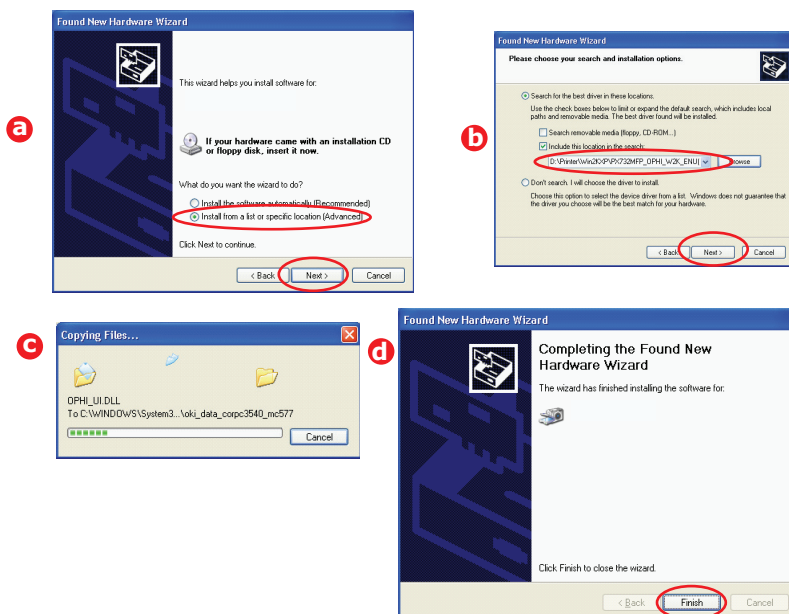 a
Found New Hardware Wizard
This wizard helps you install software for:
If your hardware came with an installation CD
or floppy disk, insert it now.
What do you want the wizard to do?
Install the software automatically (Recommended)
Install from a list or specific location (Advanced)
Click Next to continue.
< Back
Next >
Cancel
b
Found New Hardware Wizard
Please choose your search and installation options.
Search for the best driver in these locations.
Use the check boxes below to limit or expand the default search, which includes local
paths and removable media. The best driver found will be installed.
Search removable media (floppy, CD-ROM...)
Include this location in the search:
D:\Printer\Win2KXP\PX732MFP_OPHI_W2K_ENU\
Browse
Don't search. I will choose the driver to install.
Choose this option to select the device driver from a list. Windows does not guarantee that
the driver you choose will be the best match for your hardware.
< Back
Next >
Cancel
c
Copying Files...
OPHI_UI.DLL
To C:\WINDOWS\System3...\oki_data_corpc3540_mc577
Cancel
d
Found New Hardware Wizard
Completing the Found New
Hardware Wizard
The wizard has finished installing the software for:
Click Finish to close the wizard.
< Back
Finish
Cancel